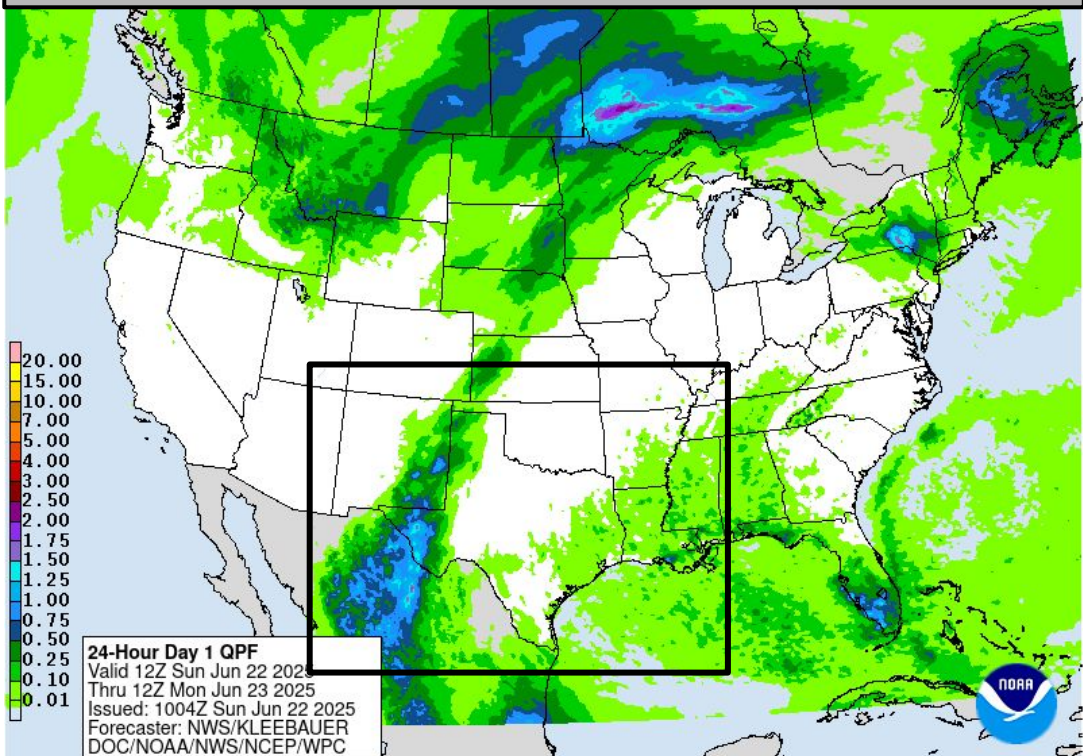 20.00
15.00
10.00
7.00
5.00
4.00
3.00
2.50
2.00
1.75
1.50
1.25
1.00
0.75
0.50
0.25
0.10
0.01
24-Hour Day 1 QPF
Valid 12Z Sun Jun 22 2025
Thru 12Z Mon Jun 23 2025
Issued: 1004Z Sun Jun 22 2025
Forecaster: NWS/KLEEBAUER
DOC/NOAA/NWS/NCEP/WPC
NOAA